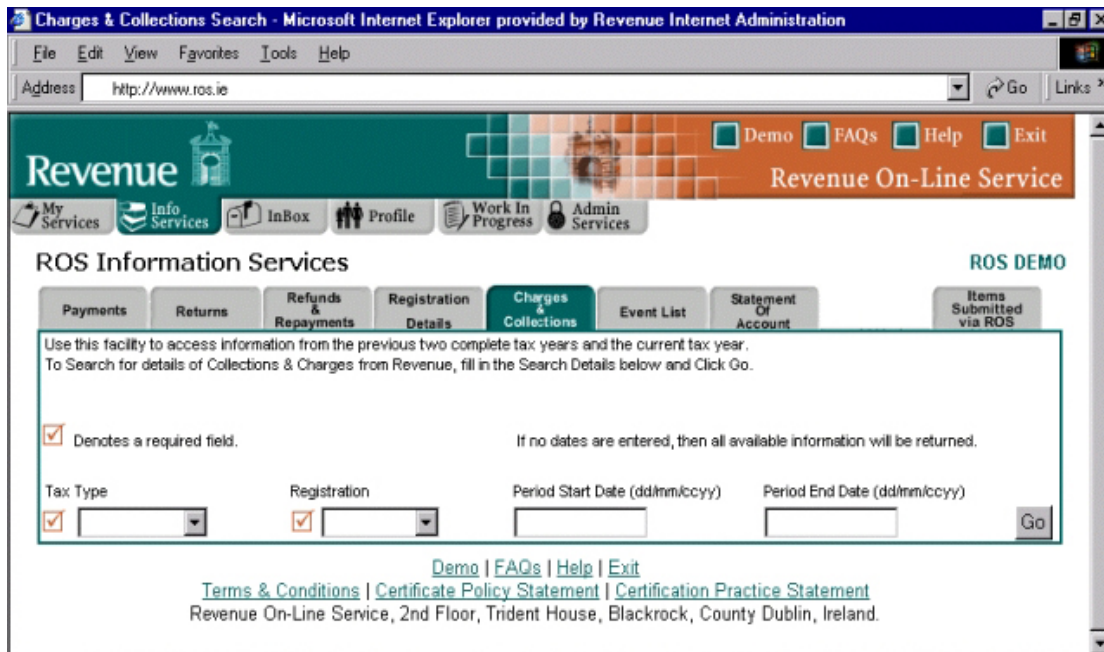 Charges & Collections Search - Microsoft Internet Explorer provided by Revenue Internet Administration
File Edit View Favorites Tools Help
Address http://www.ros.ie Go Links
Revenue
Demo FAQs Help Exit
Revenue On-Line Service
My Services
Info Services
InBox
Profile
Work In Progress
Admin Services
ROS Information Services
ROS DEMO
Payments
Returns
Refunds & Repayments
Registration Details
Charges & Collections
Event List
Statement Of Account
Items Submitted via ROS
Use this facility to access information from the previous two complete tax years and the current tax year.
To Search for details of Collections & Charges from Revenue, fill in the Search Details below and Click Go.
Denotes a required field.
If no dates are entered, then all available information will be returned.
Tax Type Registration Period Start Date (dd/mm/ccyy) Period End Date (dd/mm/ccyy)
Go
Demo | FAQs | Help | Exit
Terms & Conditions | Certificate Policy Statement | Certification Practice Statement
Revenue On-Line Service, 2nd Floor, Trident House, Blackrock, County Dublin, Ireland.